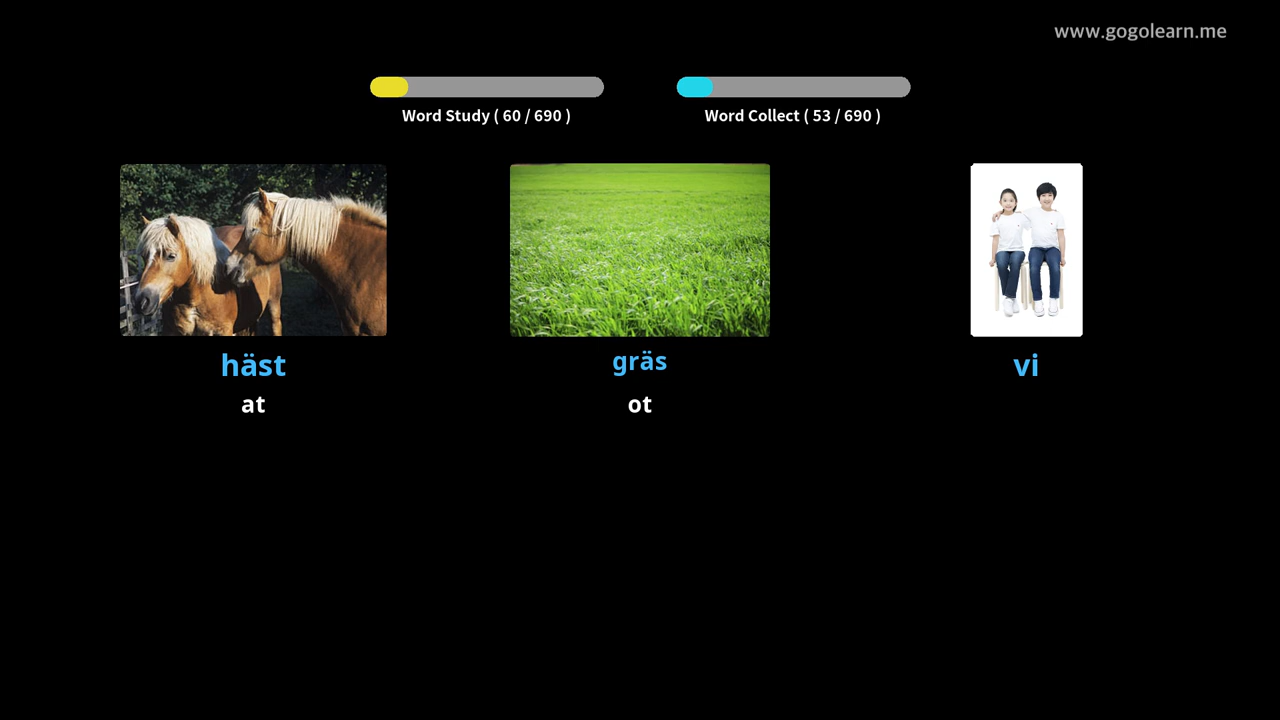 www.gogolearn.me
Word Study ( 60 / 690 )
Word Collect ( 53 / 690 )
häst
gräs
vi
at
ot